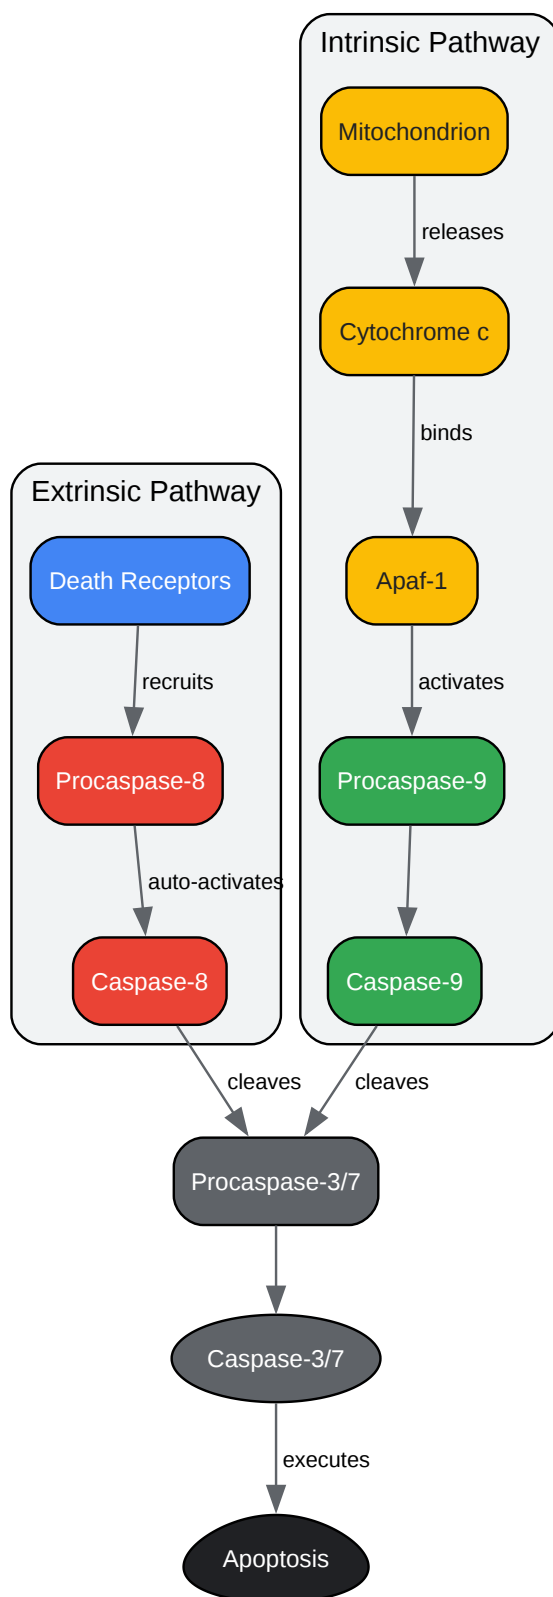 Intrinsic Pathway
Mitochondrion
releases
Cytochrome c
binds
Extrinsic Pathway
Death Receptors
Apaf-1
recruits
activates
Procaspase-8
Procaspase-9
auto-activates
Caspase-8
Caspase-9
cleaves
cleaves
Procaspase-3/7
Caspase-3/7
executes
Apoptosis